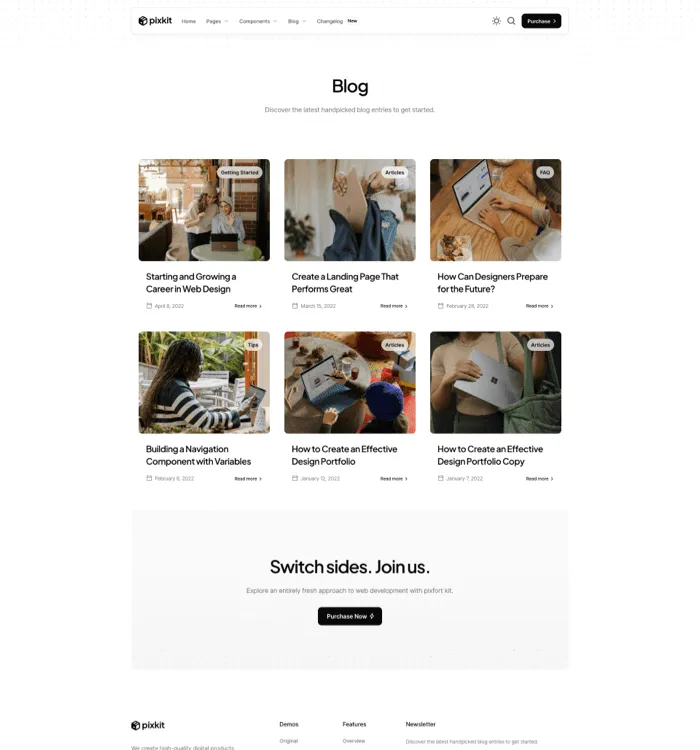 pixkit
Home
Pages
Components
Blog
Changelog
New
Purchase
Blog
Discover the latest handpicked blog entries to get started.
Getting Started
Articles
FAQ
Starting and Growing a
Career in Web Design
April 8, 2022
Read more
Create a Landing Page That
Performs Great
March 15, 2022
Read more
How Can Designers Prepare
for the Future?
February 28, 2022
Read more
Tips
Articles
Articles
Building a Navigation
Component with Variables
February 6, 2022
Read more
How to Create an Effective
Design Portfolio
January 12, 2022
Read more
How to Create an Effective
Design Portfolio Copy
January 7, 2022
Read more
Switch sides. Join us.
Explore an entirely fresh approach to web development with pixfort kit.
Purchase Now
pixkit
We create high-quality digital products
Demos
Original
Features
Overview
Newsletter
Discover the latest handpicked blog entries to get started.